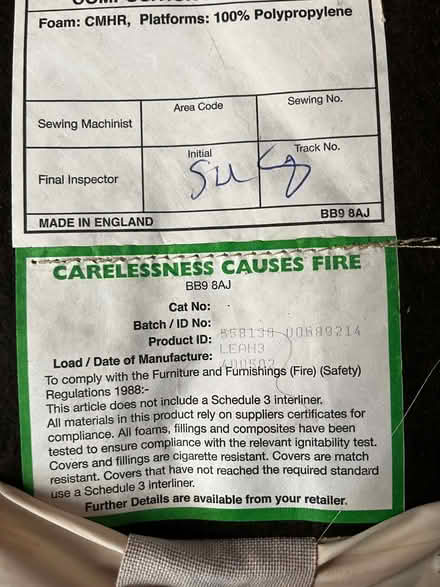 Foam: CMHR, Platforms: 100% Polypropylene
Area Code
Sewing No.
Sewing Machinist
Initial
Track No.
Final Inspector
MADE IN ENGLAND
BB9 8AJ
CARELESSNESS CAUSES FIRE
BB9 8AJ
Cat No:
Batch / ID No:
Product ID: 558139 00689214
LEAH3
Load / Date of Manufacture:
To comply with the Furniture and Furnishings (Fire) (Safety)
Regulations 1988:-
This article does not include a Schedule 3 interliner.
All materials in this product rely on suppliers certificates for
compliance. All foams, fillings and composites have been
tested to ensure compliance with the relevant ignitability test.
Covers and fillings are cigarette resistant. Covers are match
resistant. Covers that have not reached the required standard
use a Schedule 3 interliner.
Further Details are available from your retailer.